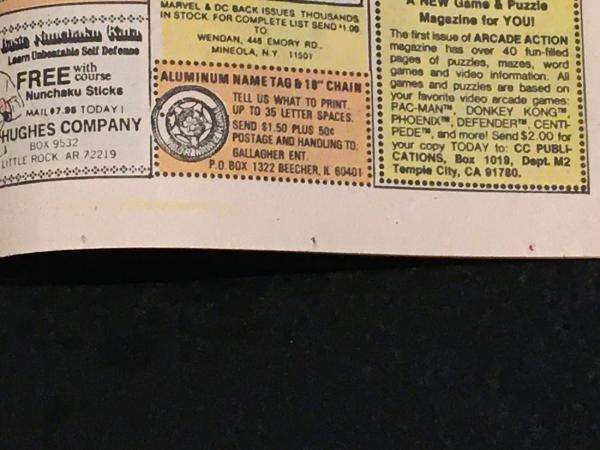 Learn Unbeatable Self Defense
FREE with course
Nunchaku Sticks
MAIL $7.95 TODAY!
HUGHES COMPANY
BOX 9532
LITTLE ROCK AR 72219
MARVEL & DC BACK ISSUES THOUSANDS
IN STOCK FOR COMPLETE LIST SEND $1.00
TO:
WENDAN, 446 EMORY RD.,
MINEOLA, N.Y. 11501
ALUMINUM NAME TAG & 18" CHAIN
TELL US WHAT TO PRINT.
UP TO 35 LETTER SPACES.
SEND $1.50 PLUS 50¢
POSTAGE AND HANDLING TO:
GALLAGHER ENT.
P.O. BOX 1322 BEECHER, IL 60401
A NEW Game & Puzzle
Magazine for YOU!
The first issue of ARCADE ACTION
magazine has over 40 fun-filled
pages of puzzles, mazes, word
games and video information. All
games and puzzles are based on
your favorite video arcade games:
PAC-MAN™, DONKEY KONG™
PHOENIX™, DEFENDER™, CENTI-
PEDE™, and more! Send $2.00 for
your copy TODAY to: CC PUBLI-
CATIONS, Box 1019, Dept. M2
Temple City, CA 91780.